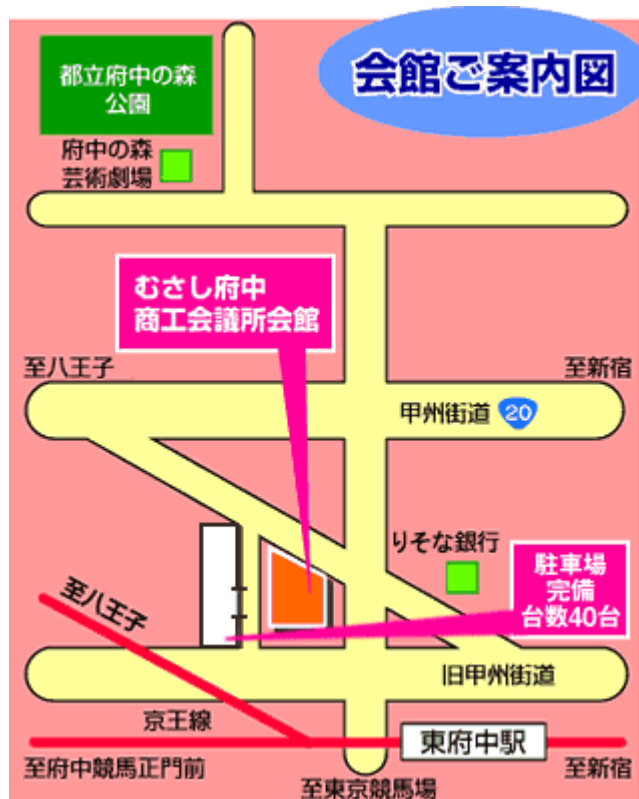 会館ご案内図
都立府中の森
公園
府中の森
芸術劇場
むさし府中
商工会議所会館
至八王子
至新宿
甲州街道 20
りそな銀行
駐車場
完備
台数40台
至八王子
旧甲州街道
京王線
東府中駅
至府中競馬正門前
至新宿
至東京競馬場